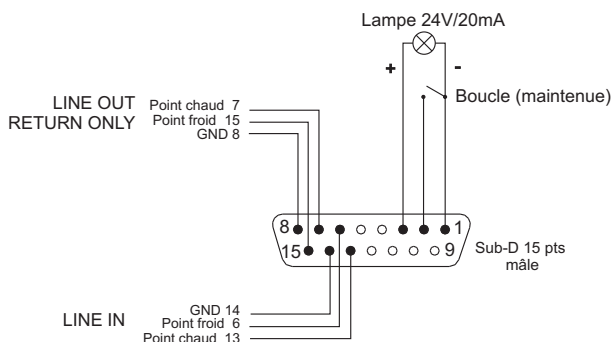 Lampe 24V/20mA
+ -
Boucle (maintenue)
LINE OUT
RETURN ONLY
Point chaud 7
Point froid 15
GND 8
8 1
15 9
Sub-D 15 pts
mâle
LINE IN
GND 14
Point froid 6
Point chaud 13